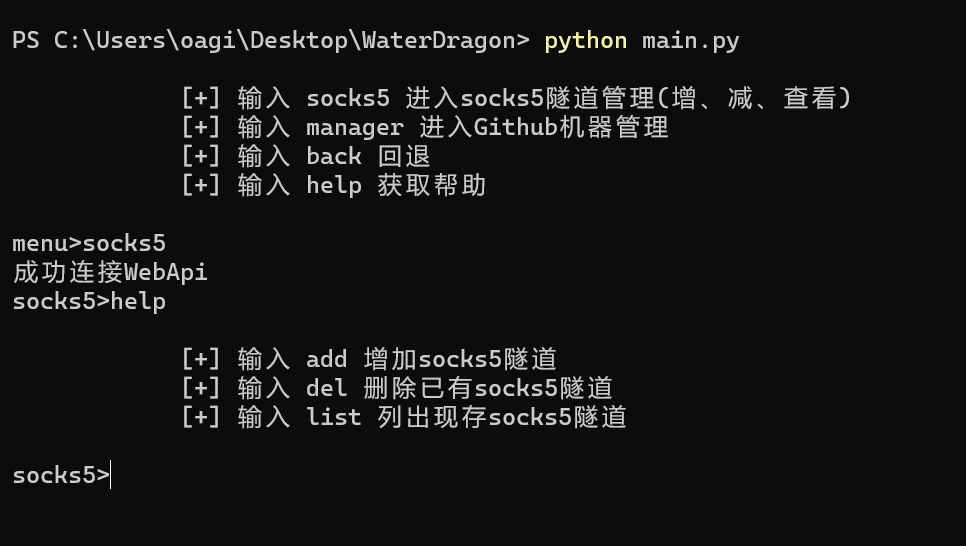 PS C:\Users\oagi\Desktop\WaterDragon> python main.py
[+] 输入 socks5 进入socks5隧道管理(增、减、查看)
[+] 输入 manager 进入Github机器管理
[+] 输入 back 回退
[+] 输入 help 获取帮助
menu>socks5
成功连接WebApi
socks5>help
[+] 输入 add 增加socks5隧道
[+] 输入 del 删除已有socks5隧道
[+] 输入 list 列出现存socks5隧道
socks5>